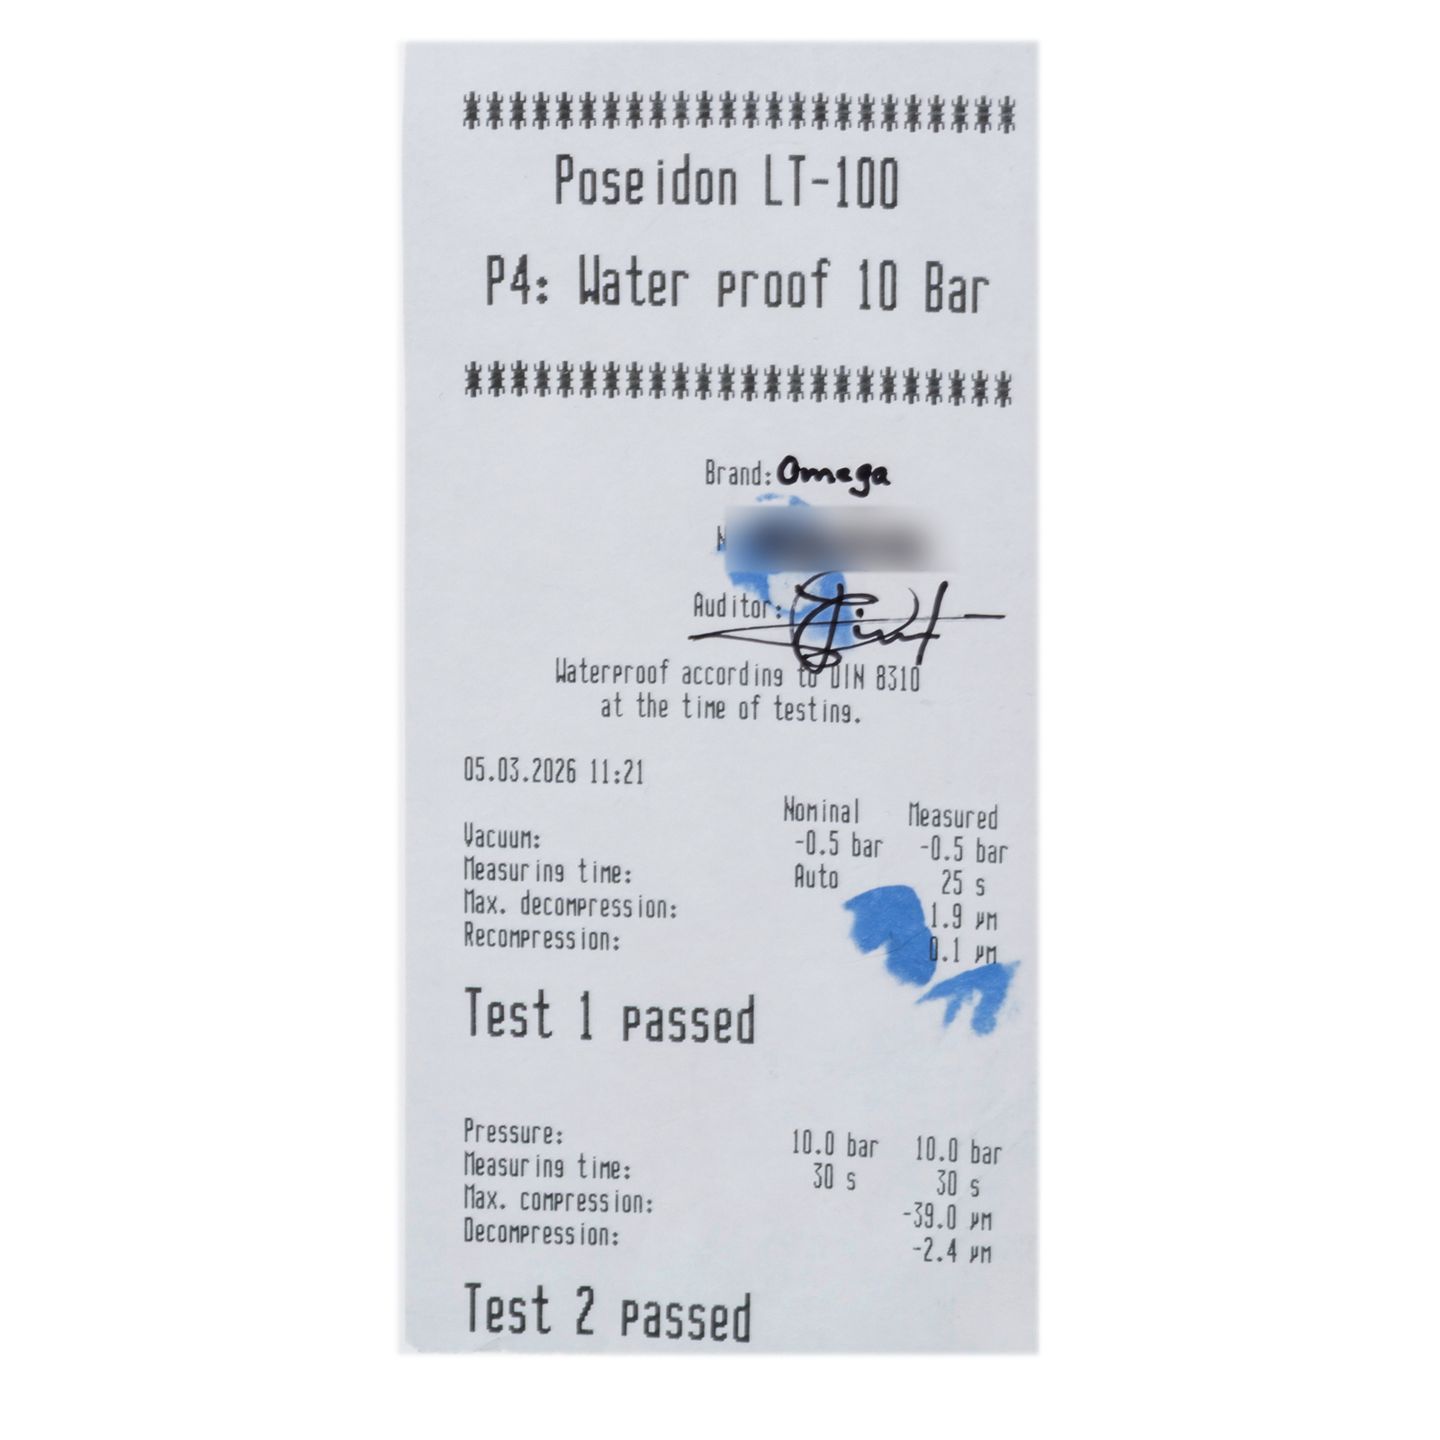 ************************
Poseidon LT-100
P4: Water proof 10 Bar
************************
Brand: Omega
Auditor:
Waterproof according to DIN 8310
at the time of testing.
05.03.2026 11:21
Nominal Measured
Vacuum: -0.5 bar -0.5 bar
Measuring time: Auto 25 s
Max. decompression: 1.9 µm
Recompression: 0.1 µm
Test 1 passed
Pressure: 10.0 bar 10.0 bar
Measuring time: 30 s 30 s
Max. compression: -39.0 µm
Decompression: -2.4 µm
Test 2 passed